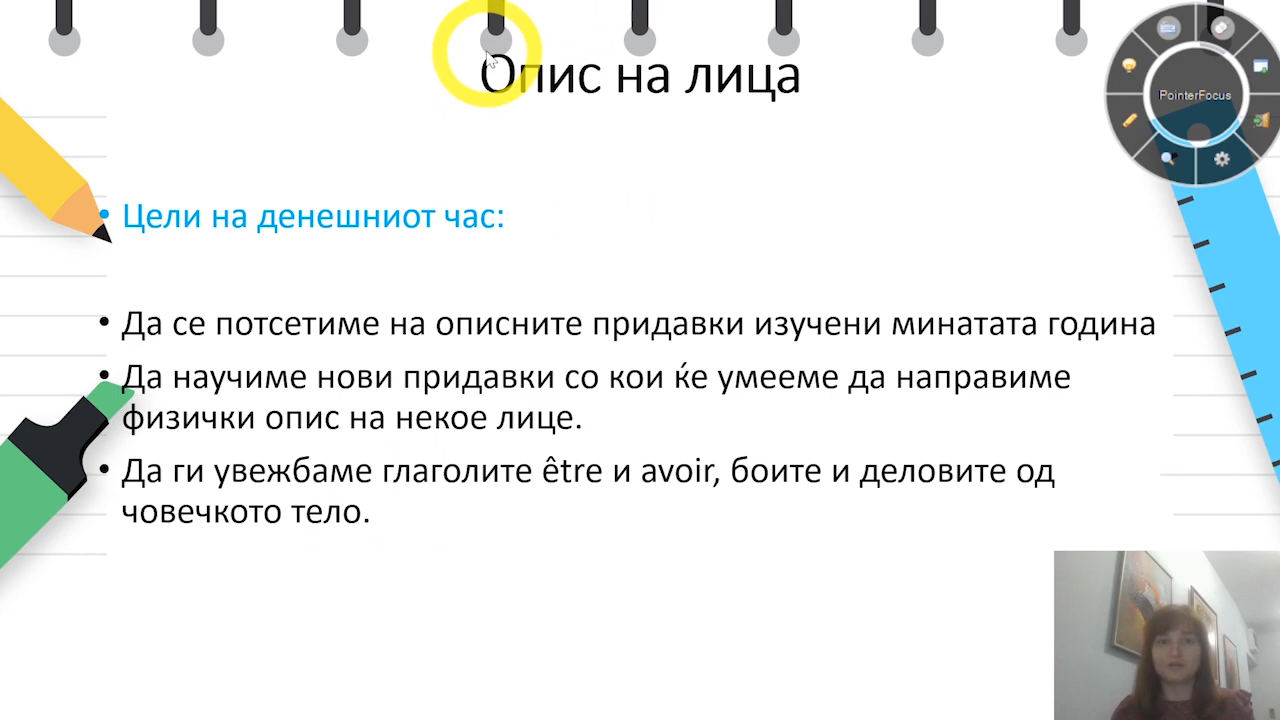 Опис на лица
PointerFocus
• Цели на денешниот час:
• Да се потсетиме на описните придавки изучени минатата година
• Да научиме нови придавки со кои ќе умееме да направиме
физички опис на некое лице.
• Да ги увежбаме глаголите être и avoir, боите и деловите од
човечкото тело.